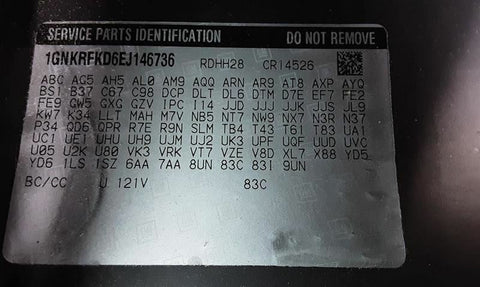 SERVICE PARTS IDENTIFICATION DO NOT REMOVE
1GNKRFKD6EJ146736 RDHH28 CR14526
ABC AG5 AH5 AL0 AM9 AQQ ARN AR9 AT8 AXP AYQ
BS1 B37 C67 C98 DCP DLT DL6 DTM D7E EF7 FE2
FE9 GW5 GXG GZV IPC I14 JJD JJJ JJK JJS JL9
KW7 K34 LLT MAH M7V NB5 NT7 NW9 NX7 N3R N37
P34 QD6 QPR R7E R9N SLM TB4 T43 T61 T83 UA1
UC1 UE1 UHU UH9 UJM UJ2 UK3 UPF UQF UUD UVC
U05 U2K U80 VK3 VRK VT7 VZE V8D XL7 X88 YD5
YD6 1LS 1SZ 6AA 7AA 8UN 83C 83I 9UN
BC/CC U 121V 83C